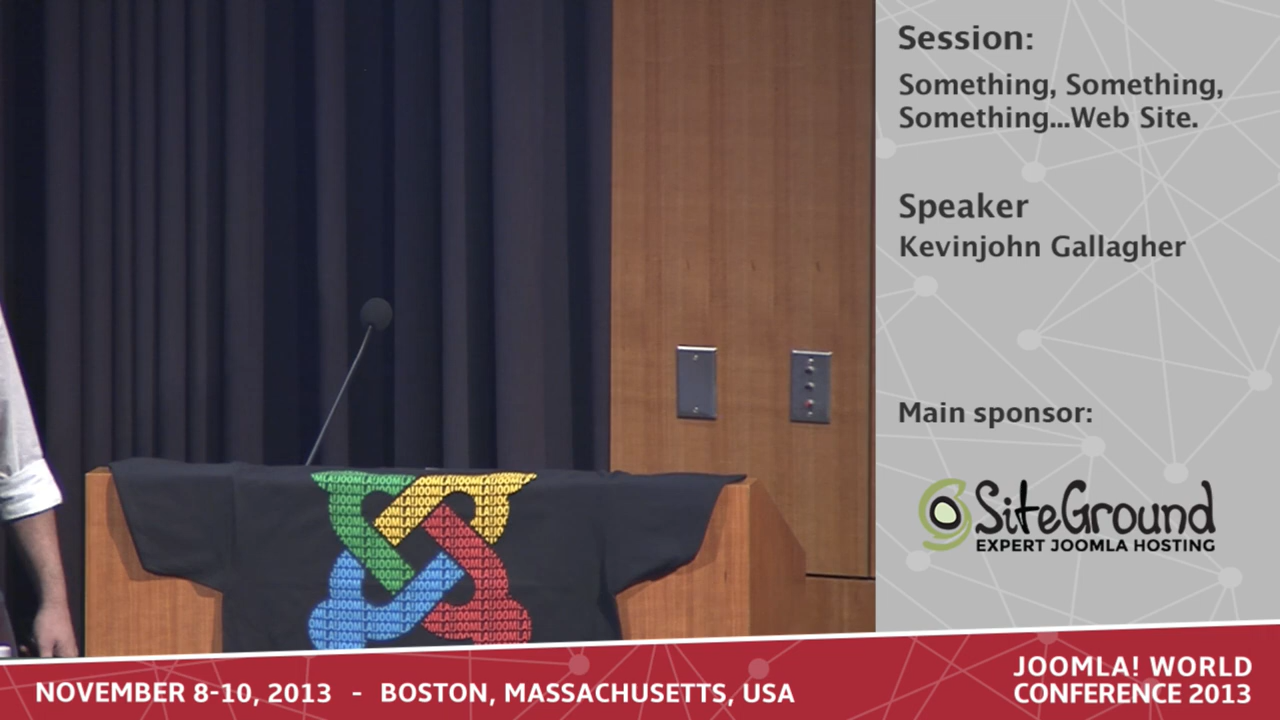 Session:
Something, Something,
Something...Web Site.
Speaker
Kevinjohn Gallagher
Main sponsor:
SiteGround
EXPERT JOOMLA HOSTING
NOVEMBER 8-10, 2013 - BOSTON, MASSACHUSETTS, USA
JOOMLA! WORLD
CONFERENCE 2013